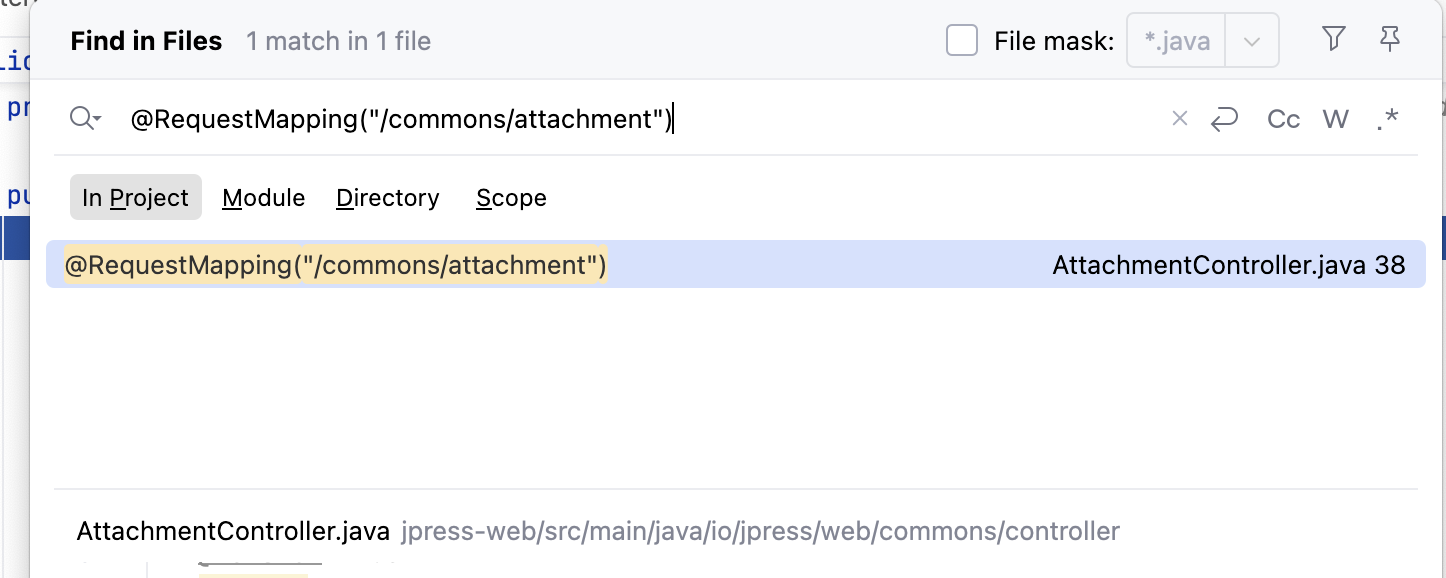 Find in Files 1 match in 1 file File mask: *.java
@RequestMapping("/commons/attachment") Cc W .*
In Project Module Directory Scope
@RequestMapping("/commons/attachment") AttachmentController.java 38
AttachmentController.java jpress-web/src/main/java/io/jpress/web/commons/controller